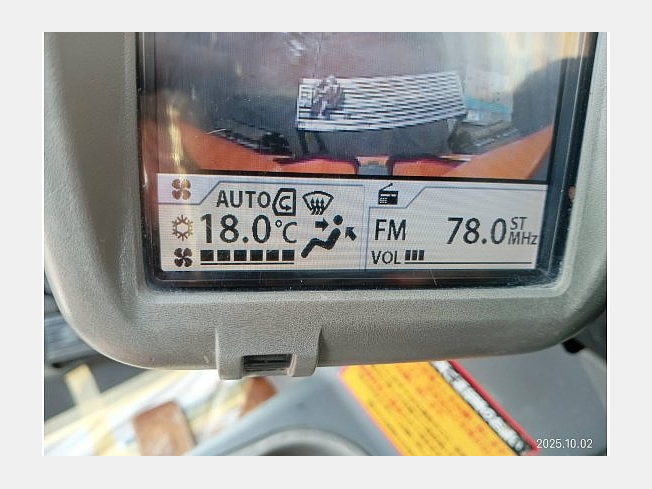 AUTO
18.0℃
FM 78.0 ST MHz
VOL
2025.10.02